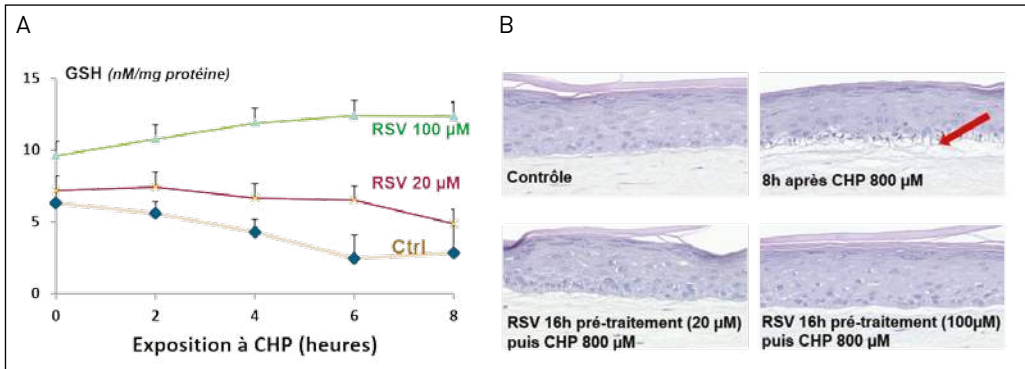 A
GSH (nM/mg protéine)
15
10
5
0
RSV 100 µM
RSV 20 µM
Ctrl
0 2 4 6 8
Exposition à CHP (heures)
B
Contrôle
8h après CHP 800 µM
RSV 16h pré-traitement (20 µM)
puis CHP 800 µM
RSV 16h pré-traitement (100µM)
puis CHP 800 µM